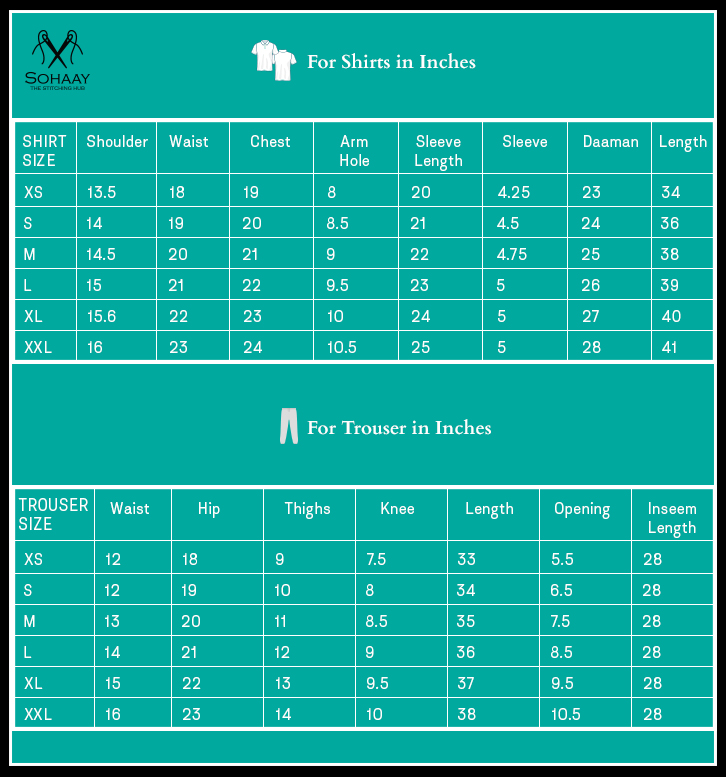 SOHAAY
THE STITCHING HUB
For Shirts in Inches
SHIRT SIZE Shoulder Waist Chest Arm Hole Sleeve Length Sleeve Daaman Length
XS 13.5 18 19 8 20 4.25 23 34
S 14 19 20 8.5 21 4.5 24 36
M 14.5 20 21 9 22 4.75 25 38
L 15 21 22 9.5 23 5 26 39
XL 15.6 22 23 10 24 5 27 40
XXL 16 23 24 10.5 25 5 28 41
For Trouser in Inches
TROUSER SIZE Waist Hip Thighs Knee Length Opening Inseem Length
XS 12 18 9 7.5 33 5.5 28
S 12 19 10 8 34 6.5 28
M 13 20 11 8.5 35 7.5 28
L 14 21 12 9 36 8.5 28
XL 15 22 13 9.5 37 9.5 28
XXL 16 23 14 10 38 10.5 28